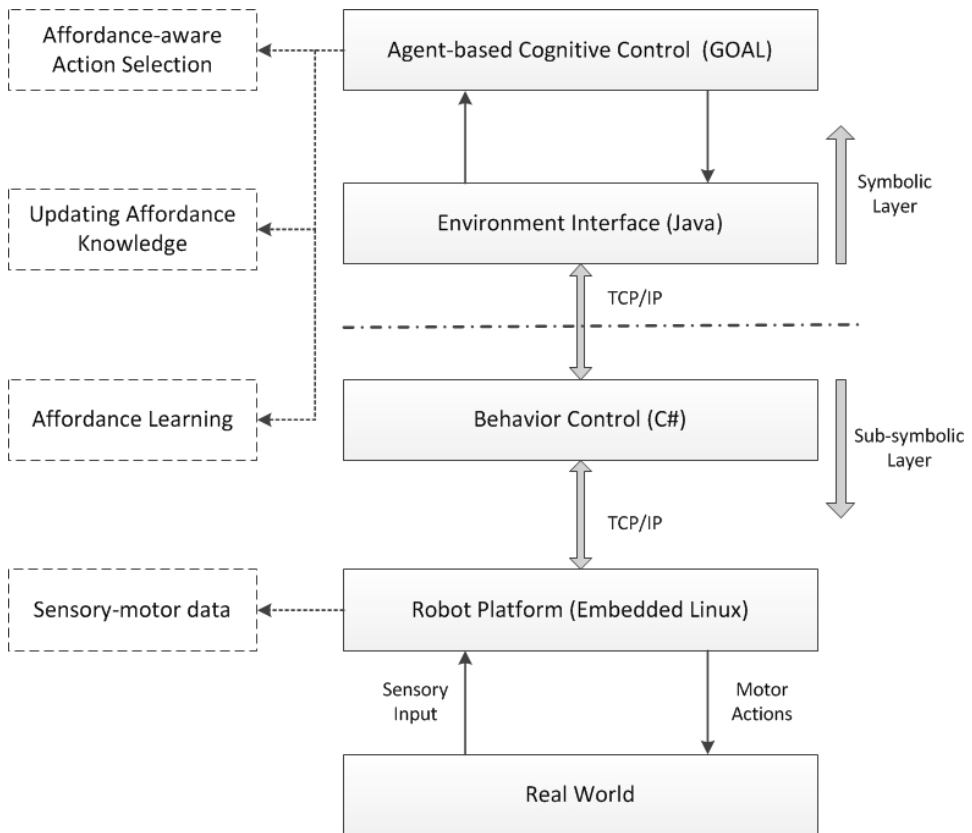 Affordance-aware
Action Selection
Agent-based Cognitive Control (GOAL)
Updating Affordance
Knowledge
Environment Interface (Java)
Symbolic
Layer
TCP/IP
Affordance Learning
Behavior Control (C#)
Sub-symbolic
Layer
TCP/IP
Sensory-motor data
Robot Platform (Embedded Linux)
Sensory
Input
Motor
Actions
Real World